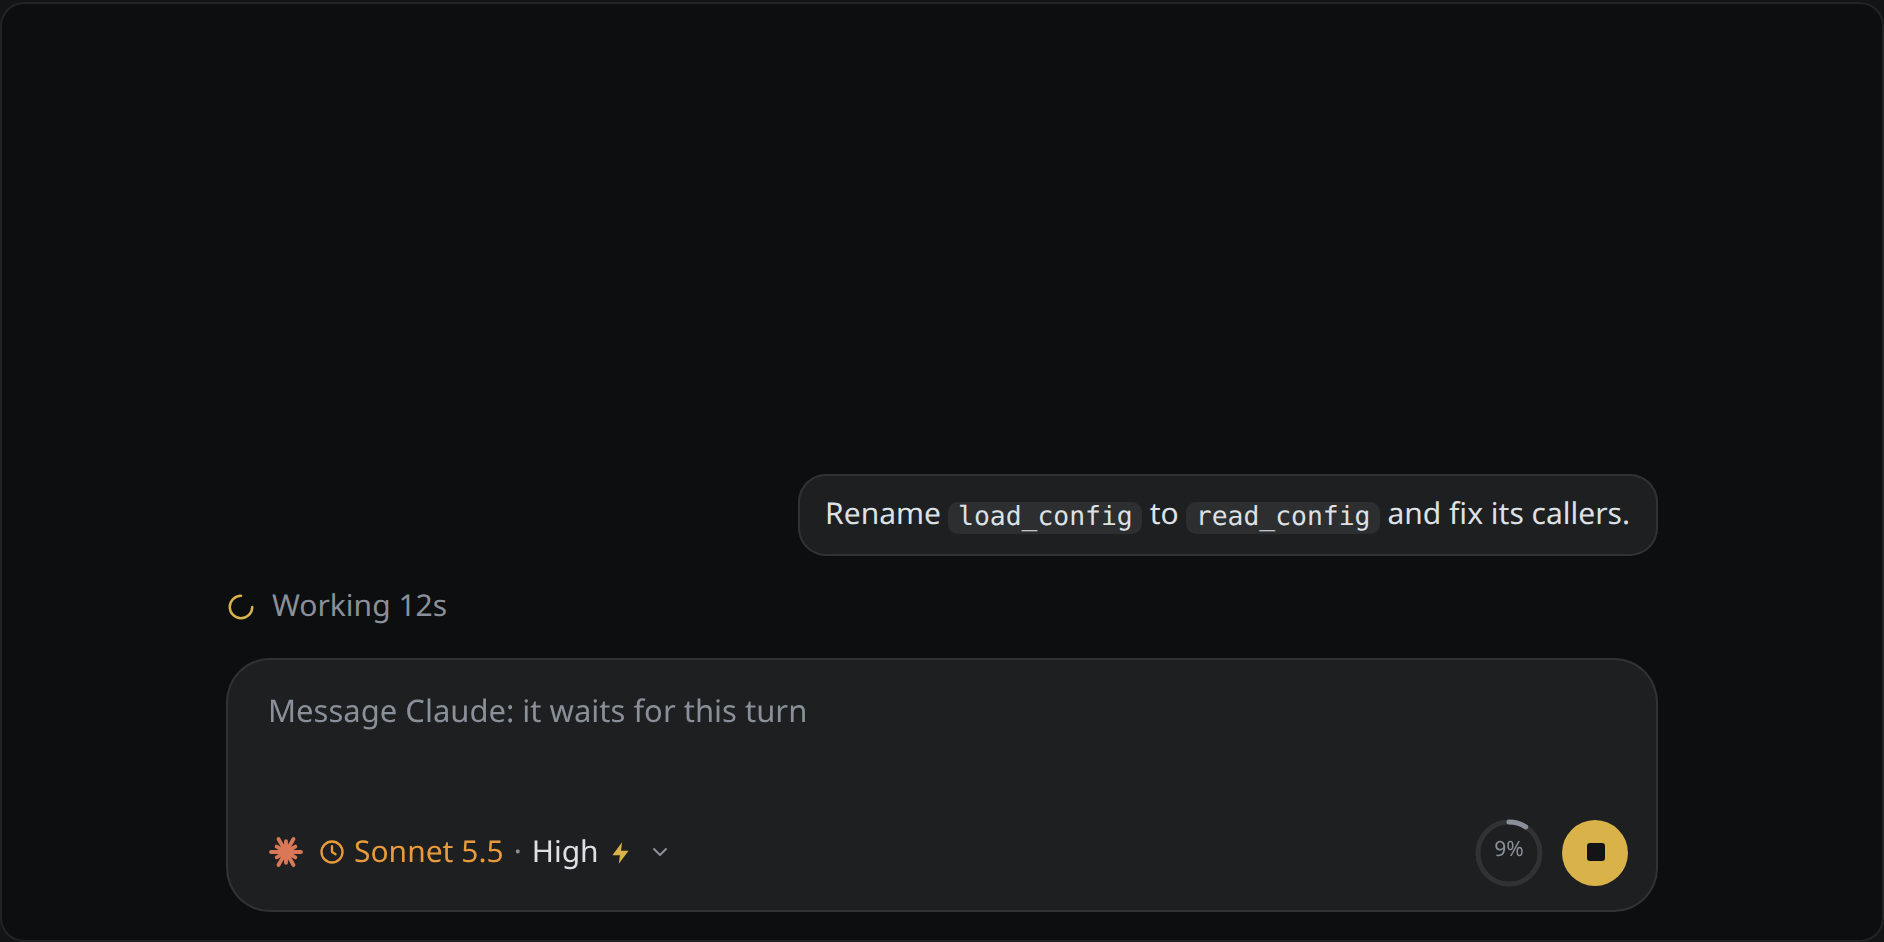 Rename load_config to read_config and fix its callers.
Working 12s
Message Claude: it waits for this turn
Sonnet 5.5 · High
9%